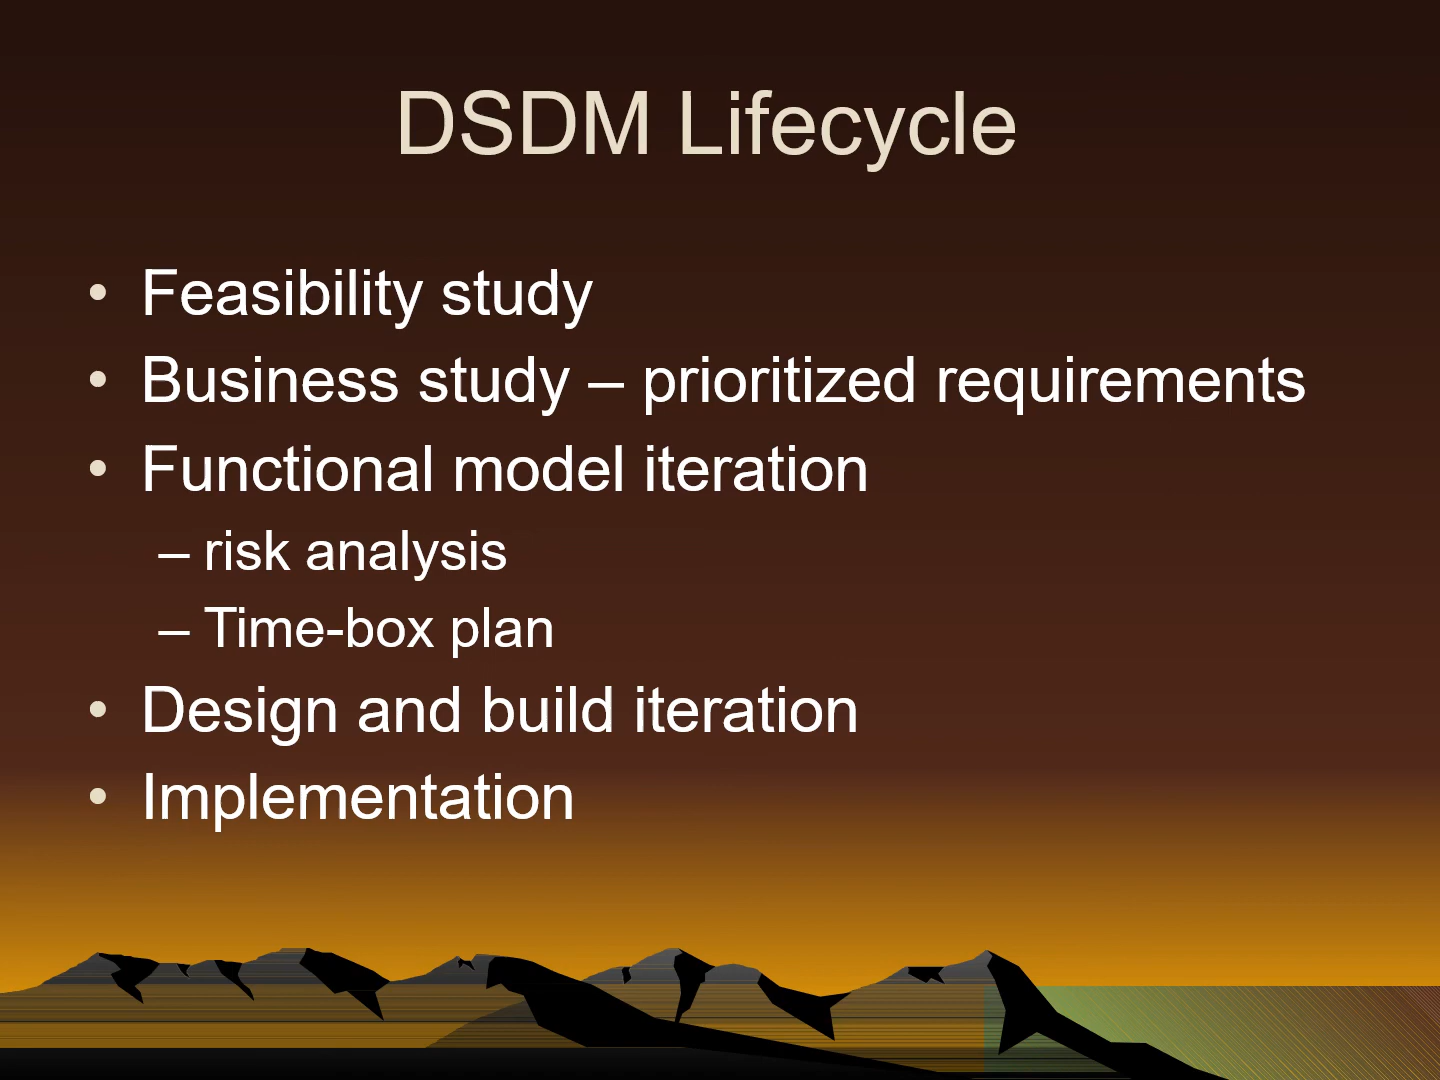 DSDM Lifecycle
• Feasibility study
• Business study – prioritized requirements
• Functional model iteration
– risk analysis
– Time-box plan
• Design and build iteration
• Implementation